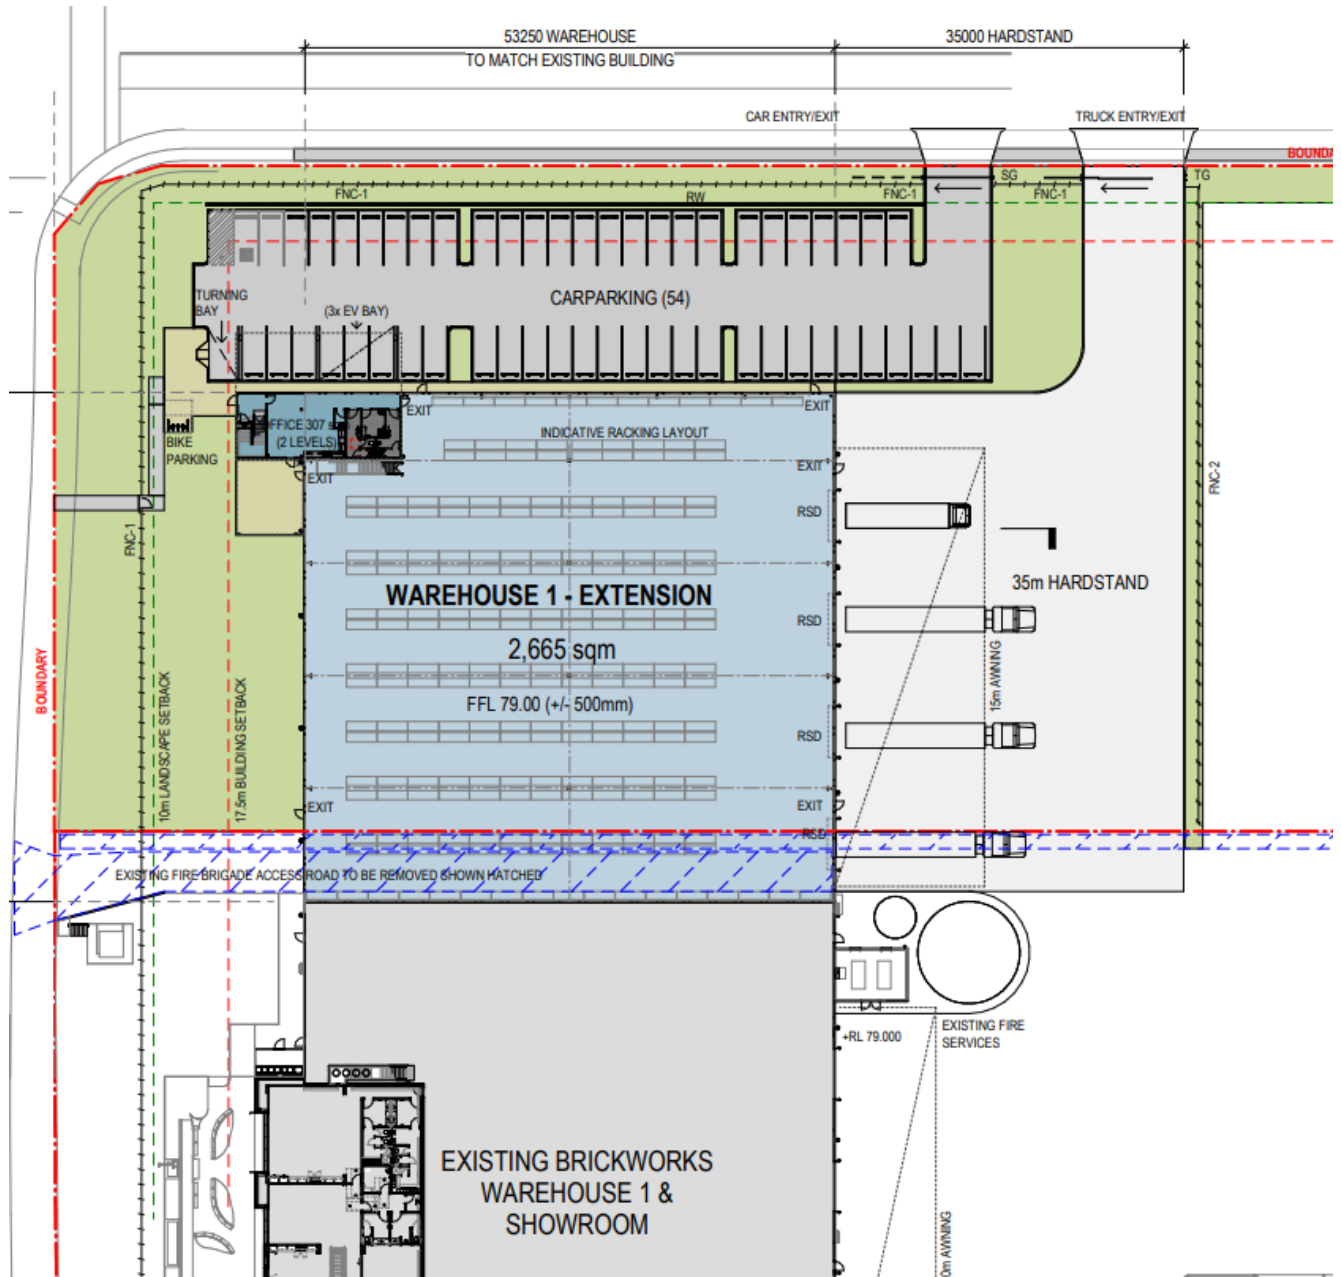 53250 WAREHOUSE
TO MATCH EXISTING BUILDING
35000 HARDSTAND
CAR ENTRY/EXIT
TRUCK ENTRY/EXIT
FNC-1
RW
FNC-1
SG
FNC-1
TG
TURNING
BAY
(3x EV BAY)
CARPARKING (54)
OFFICE 307
(2 LEVELS)
EXIT
EXIT
INDICATIVE RACKING LAYOUT
BIKE
PARKING
EXIT
EXIT
RSD
FNC-1
FNC-2
WAREHOUSE 1 - EXTENSION
2,665 sqm
FFL 79.00 (+/- 500mm)
35m HARDSTAND
RSD
15m AWNING
RSD
BOUNDARY
10m LANDSCAPE SETBACK
17.5m BUILDING SETBACK
EXIT
EXIT
RSD
EXISTING FIRE BRIGADE ACCESS ROAD TO BE REMOVED SHOWN HATCHED
+RL 79.000
EXISTING FIRE
SERVICES
EXISTING BRICKWORKS
WAREHOUSE 1 &
SHOWROOM
0m AWNING